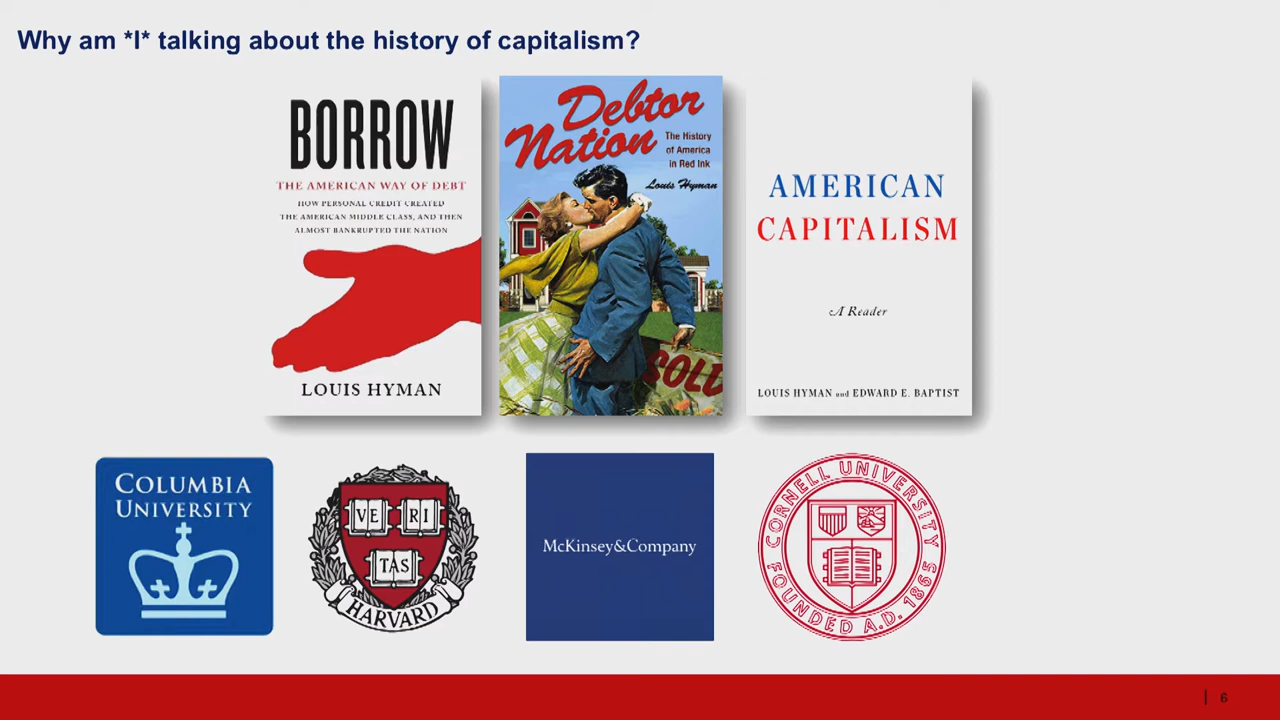 Why am *I* talking about the history of capitalism?
BORROW
THE AMERICAN WAY OF DEBT
HOW PERSONAL CREDIT CREATED
THE AMERICAN MIDDLE CLASS, AND THEN
ALMOST BANKRUPTED THE NATION
LOUIS HYMAN
Debtor
Nation
The History
of America
in Red Ink
Louis Hyman
SOLD
AMERICAN
CAPITALISM
A Reader
LOUIS HYMAN and EDWARD E. BAPTIST
COLUMBIA
UNIVERSITY
VE RI
TAS
HARVARD
McKinsey&Company
CORNELL UNIVERSITY
FOUNDED A.D. 1865
| 6